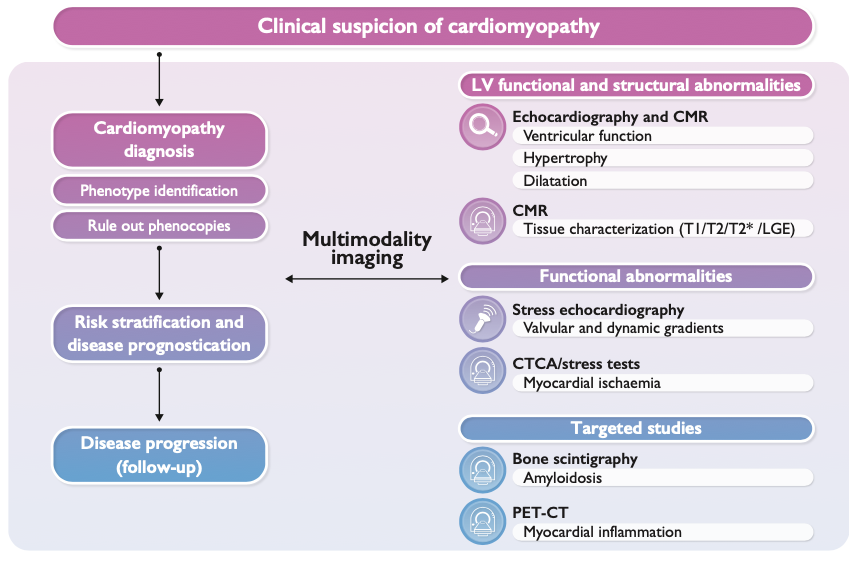 Clinical suspicion of cardiomyopathy
Cardiomyopathy
diagnosis
Phenotype identification
Rule out phenocopies
Risk stratification and
disease prognostication
Disease progression
(follow-up)
Multimodality
imaging
LV functional and structural abnormalities
Echocardiography and CMR
Ventricular function
Hypertrophy
Dilatation
CMR
Tissue characterization (T1/T2/T2* /LGE)
Functional abnormalities
Stress echocardiography
Valvular and dynamic gradients
CTCA/stress tests
Myocardial ischaemia
Targeted studies
Bone scintigraphy
Amyloidosis
PET-CT
Myocardial inflammation